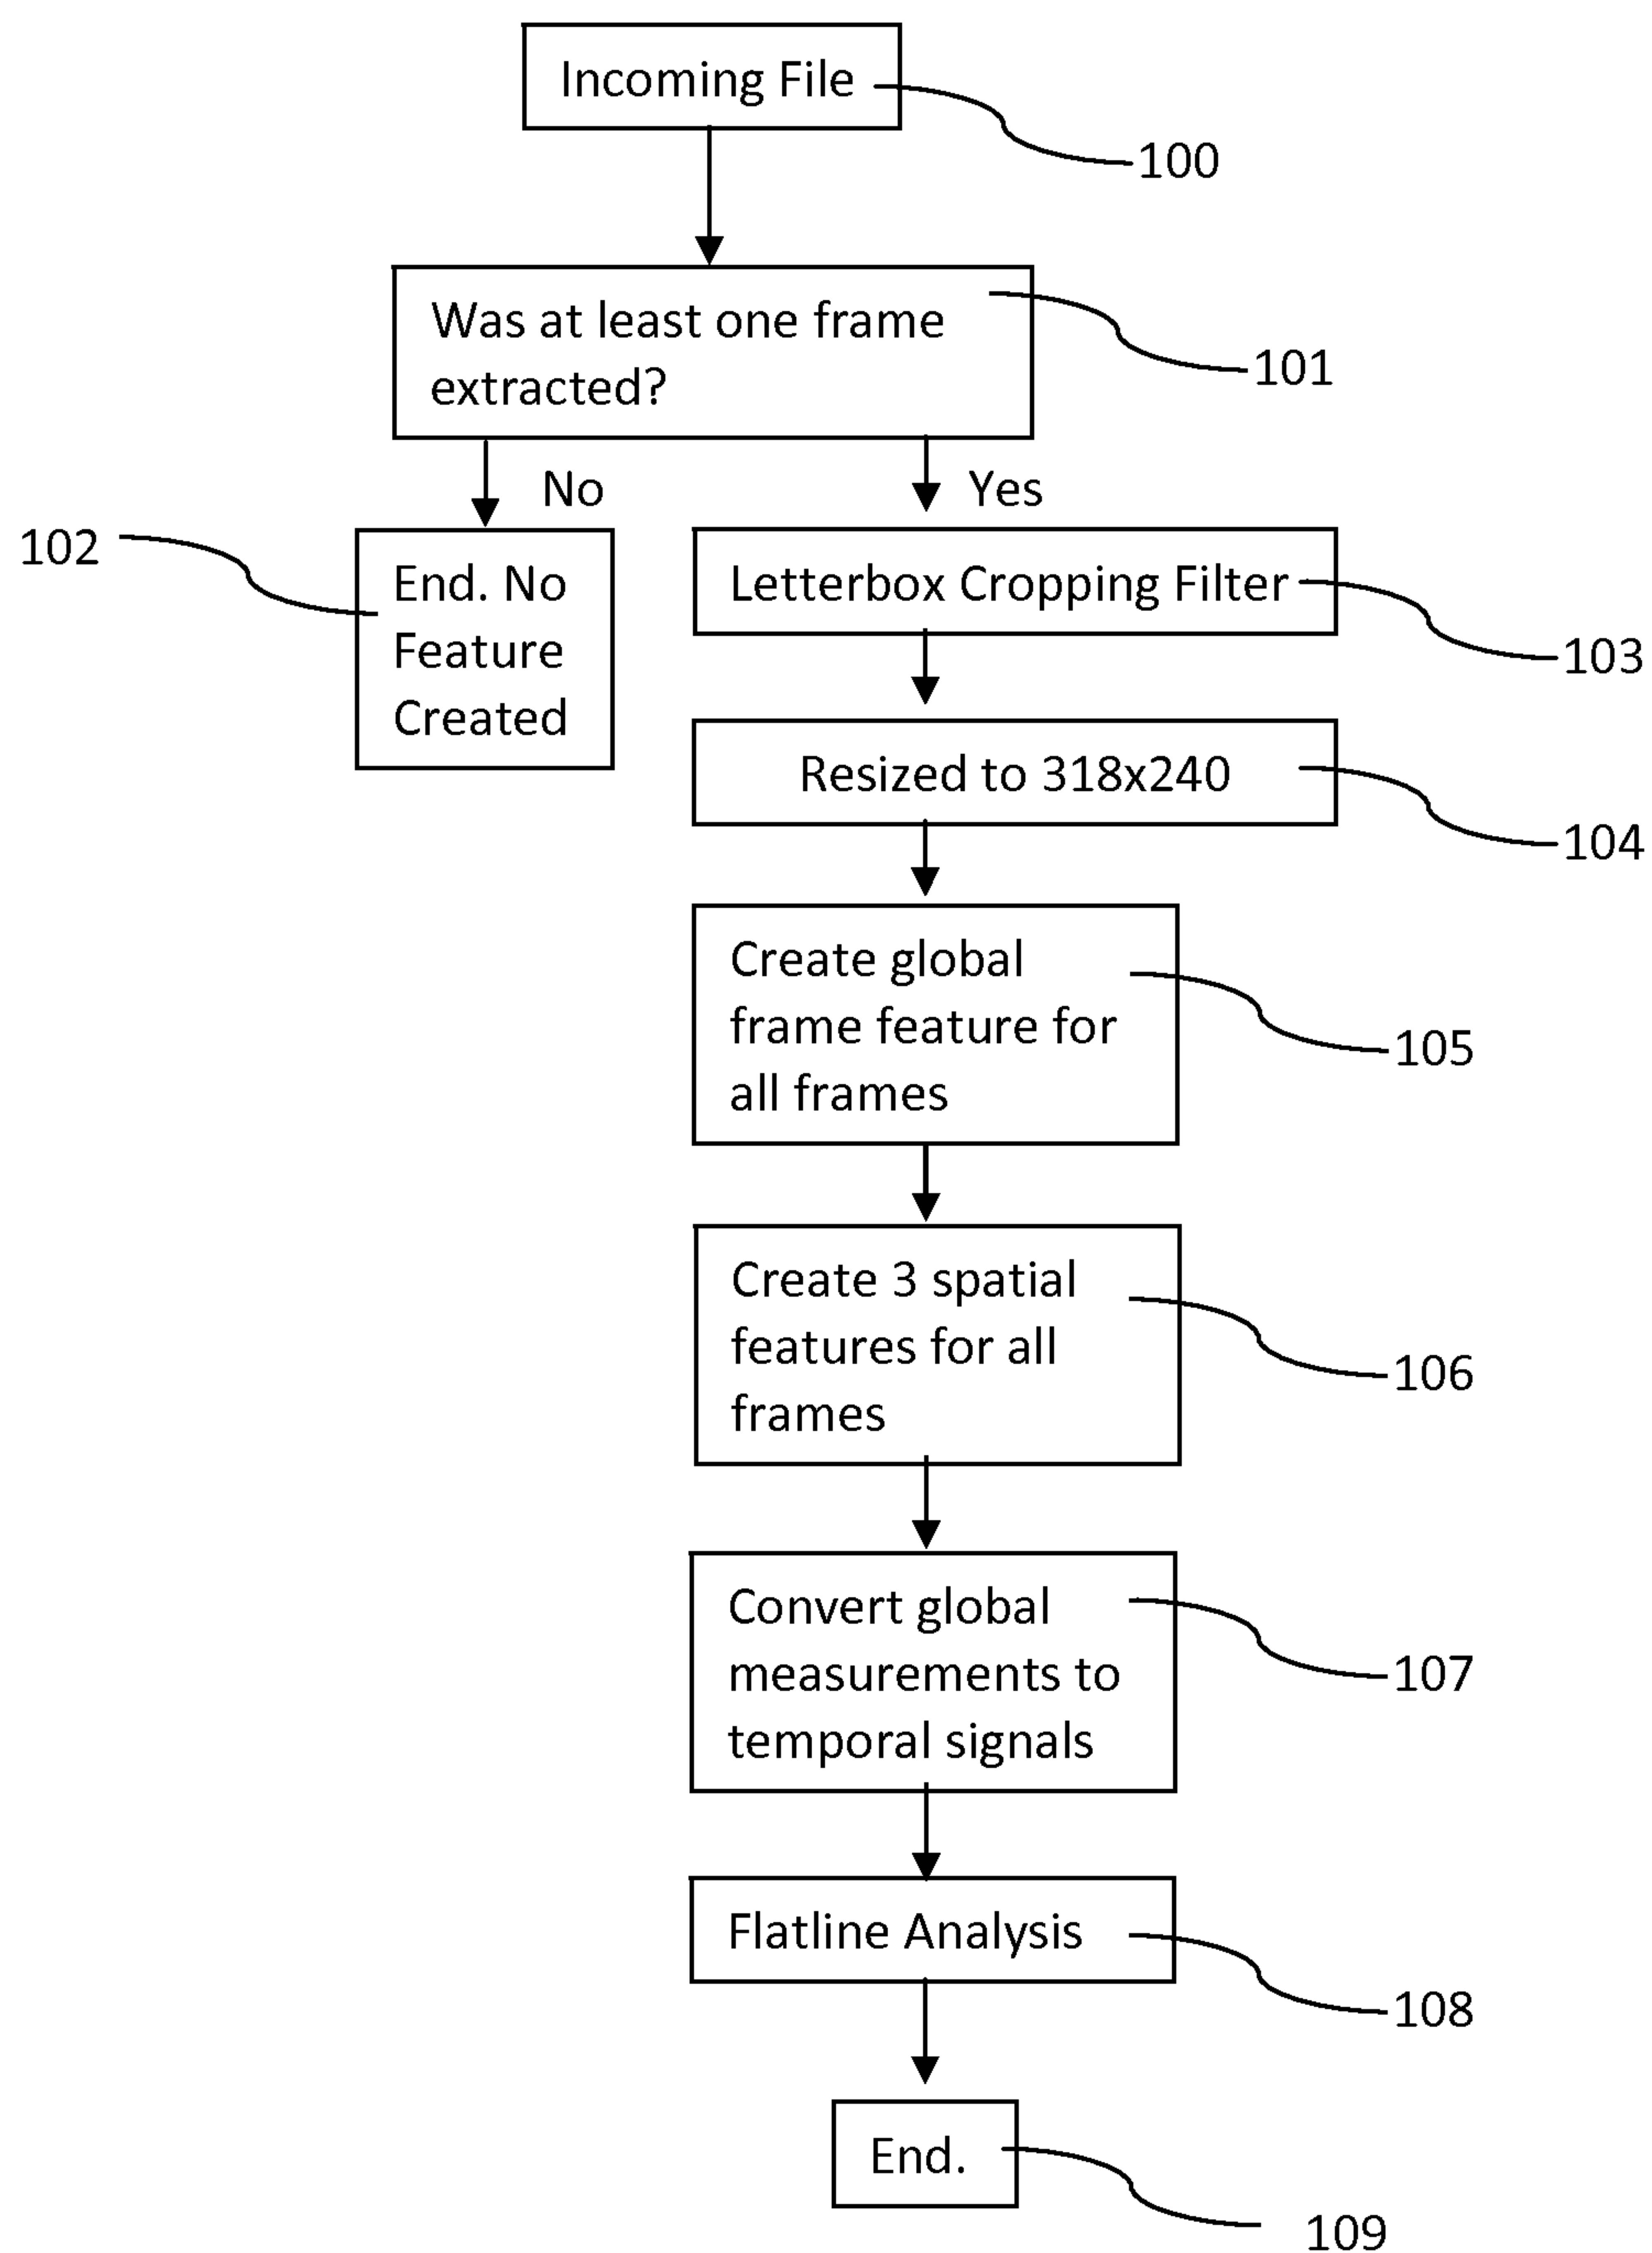 Incoming File
100
Was at least one frame
extracted?
101
No
Yes
102
End. No
Feature
Created
Letterbox Cropping Filter
103
Resized to 318x240
104
Create global
frame feature for
all frames
105
Create 3 spatial
features for all
frames
106
Convert global
measurements to
temporal signals
107
Flatline Analysis
108
End.
109